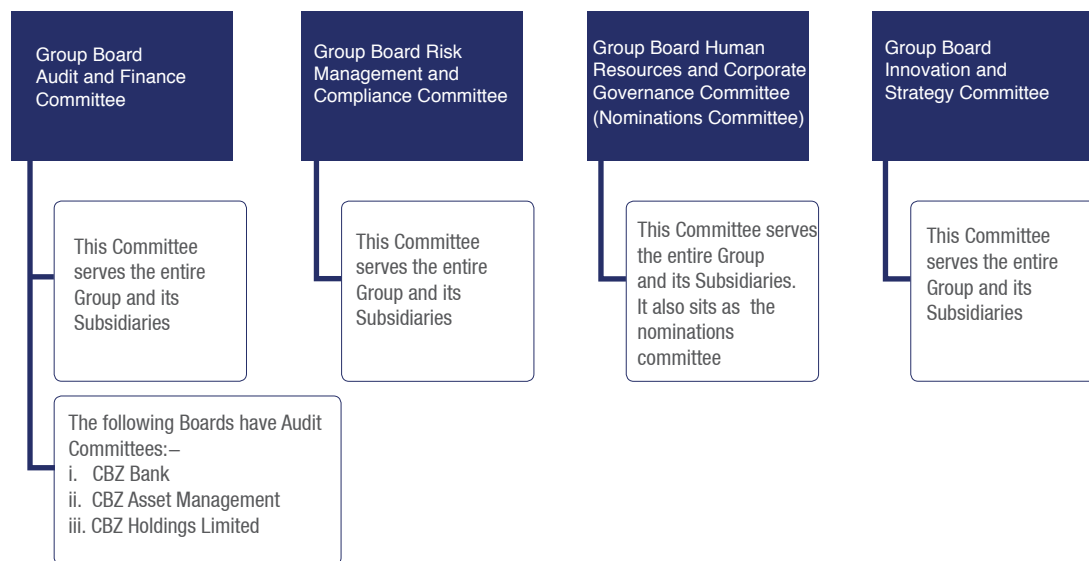 Group Board
Audit and Finance
Committee
This Committee
serves the entire
Group and its
Subsidiaries
The following Boards have Audit
Committees:–
i. CBZ Bank
ii. CBZ Asset Management
iii. CBZ Holdings Limited
Group Board Risk
Management and
Compliance Committee
This Committee
serves the entire
Group and its
Subsidiaries
Group Board Human
Resources and Corporate
Governance Committee
(Nominations Committee)
This Committee serves
the entire Group
and its Subsidiaries.
It also sits as the
nominations
committee
Group Board
Innovation and
Strategy Committee
This Committee
serves the entire
Group and its
Subsidiaries